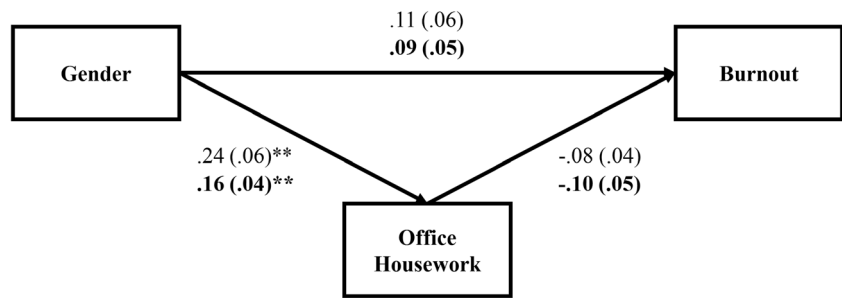 .11 (.06)
.09 (.05)
Gender
Burnout
.24 (.06)**
.16 (.04)**
-.08 (.04)
-.10 (.05)
Office
Housework